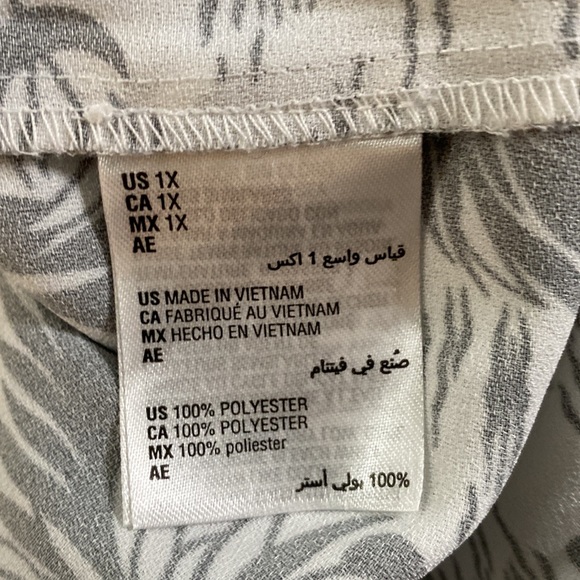 US 1X
CA 1X
MX 1X
AE
قياس واسع 1 اكس
US MADE IN VIETNAM
CA FABRIQUÉ AU VIETNAM
MX HECHO EN VIETNAM
AE
صُنع في فيتنام
US 100% POLYESTER
CA 100% POLYESTER
MX 100% poliester
AE
100% بولي أستر